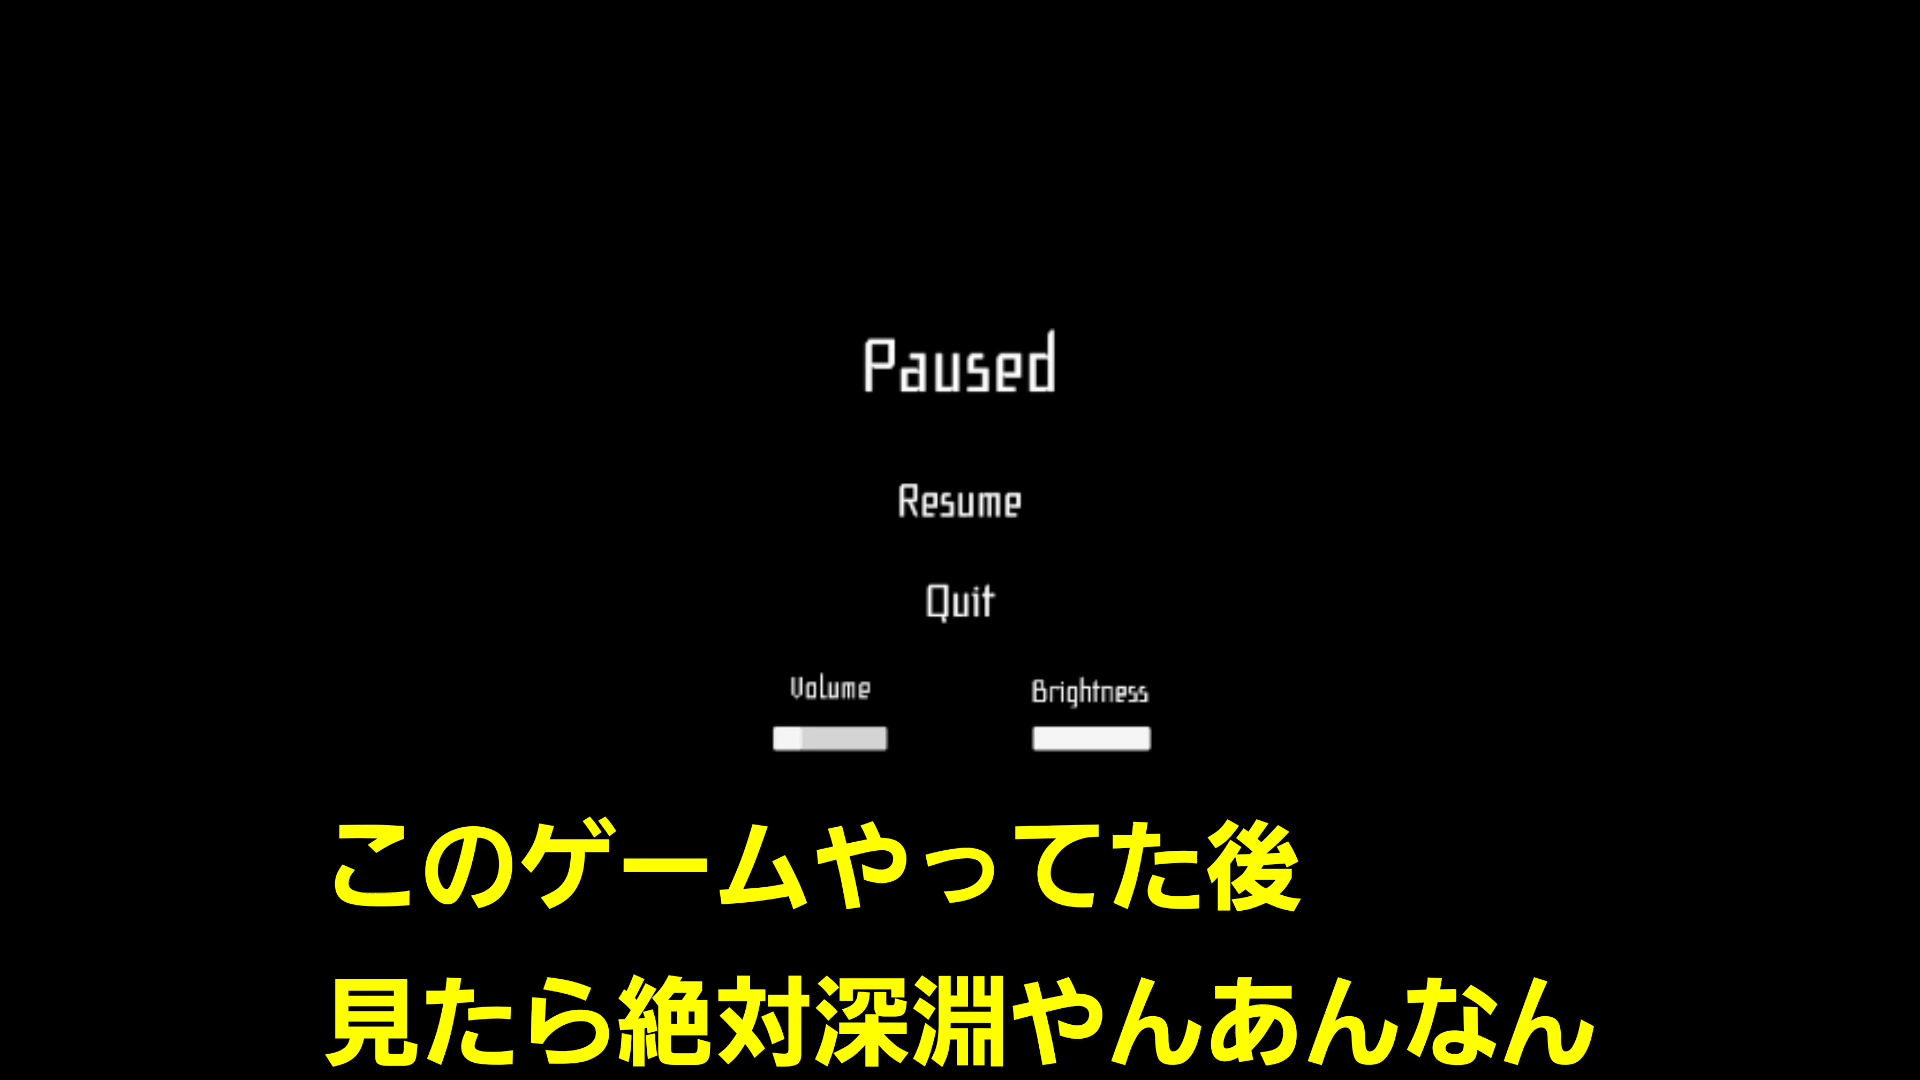 Paused
Resume
Quit
Volume Brightness
このゲームやってた後
見たら絶対深淵やんあんなん